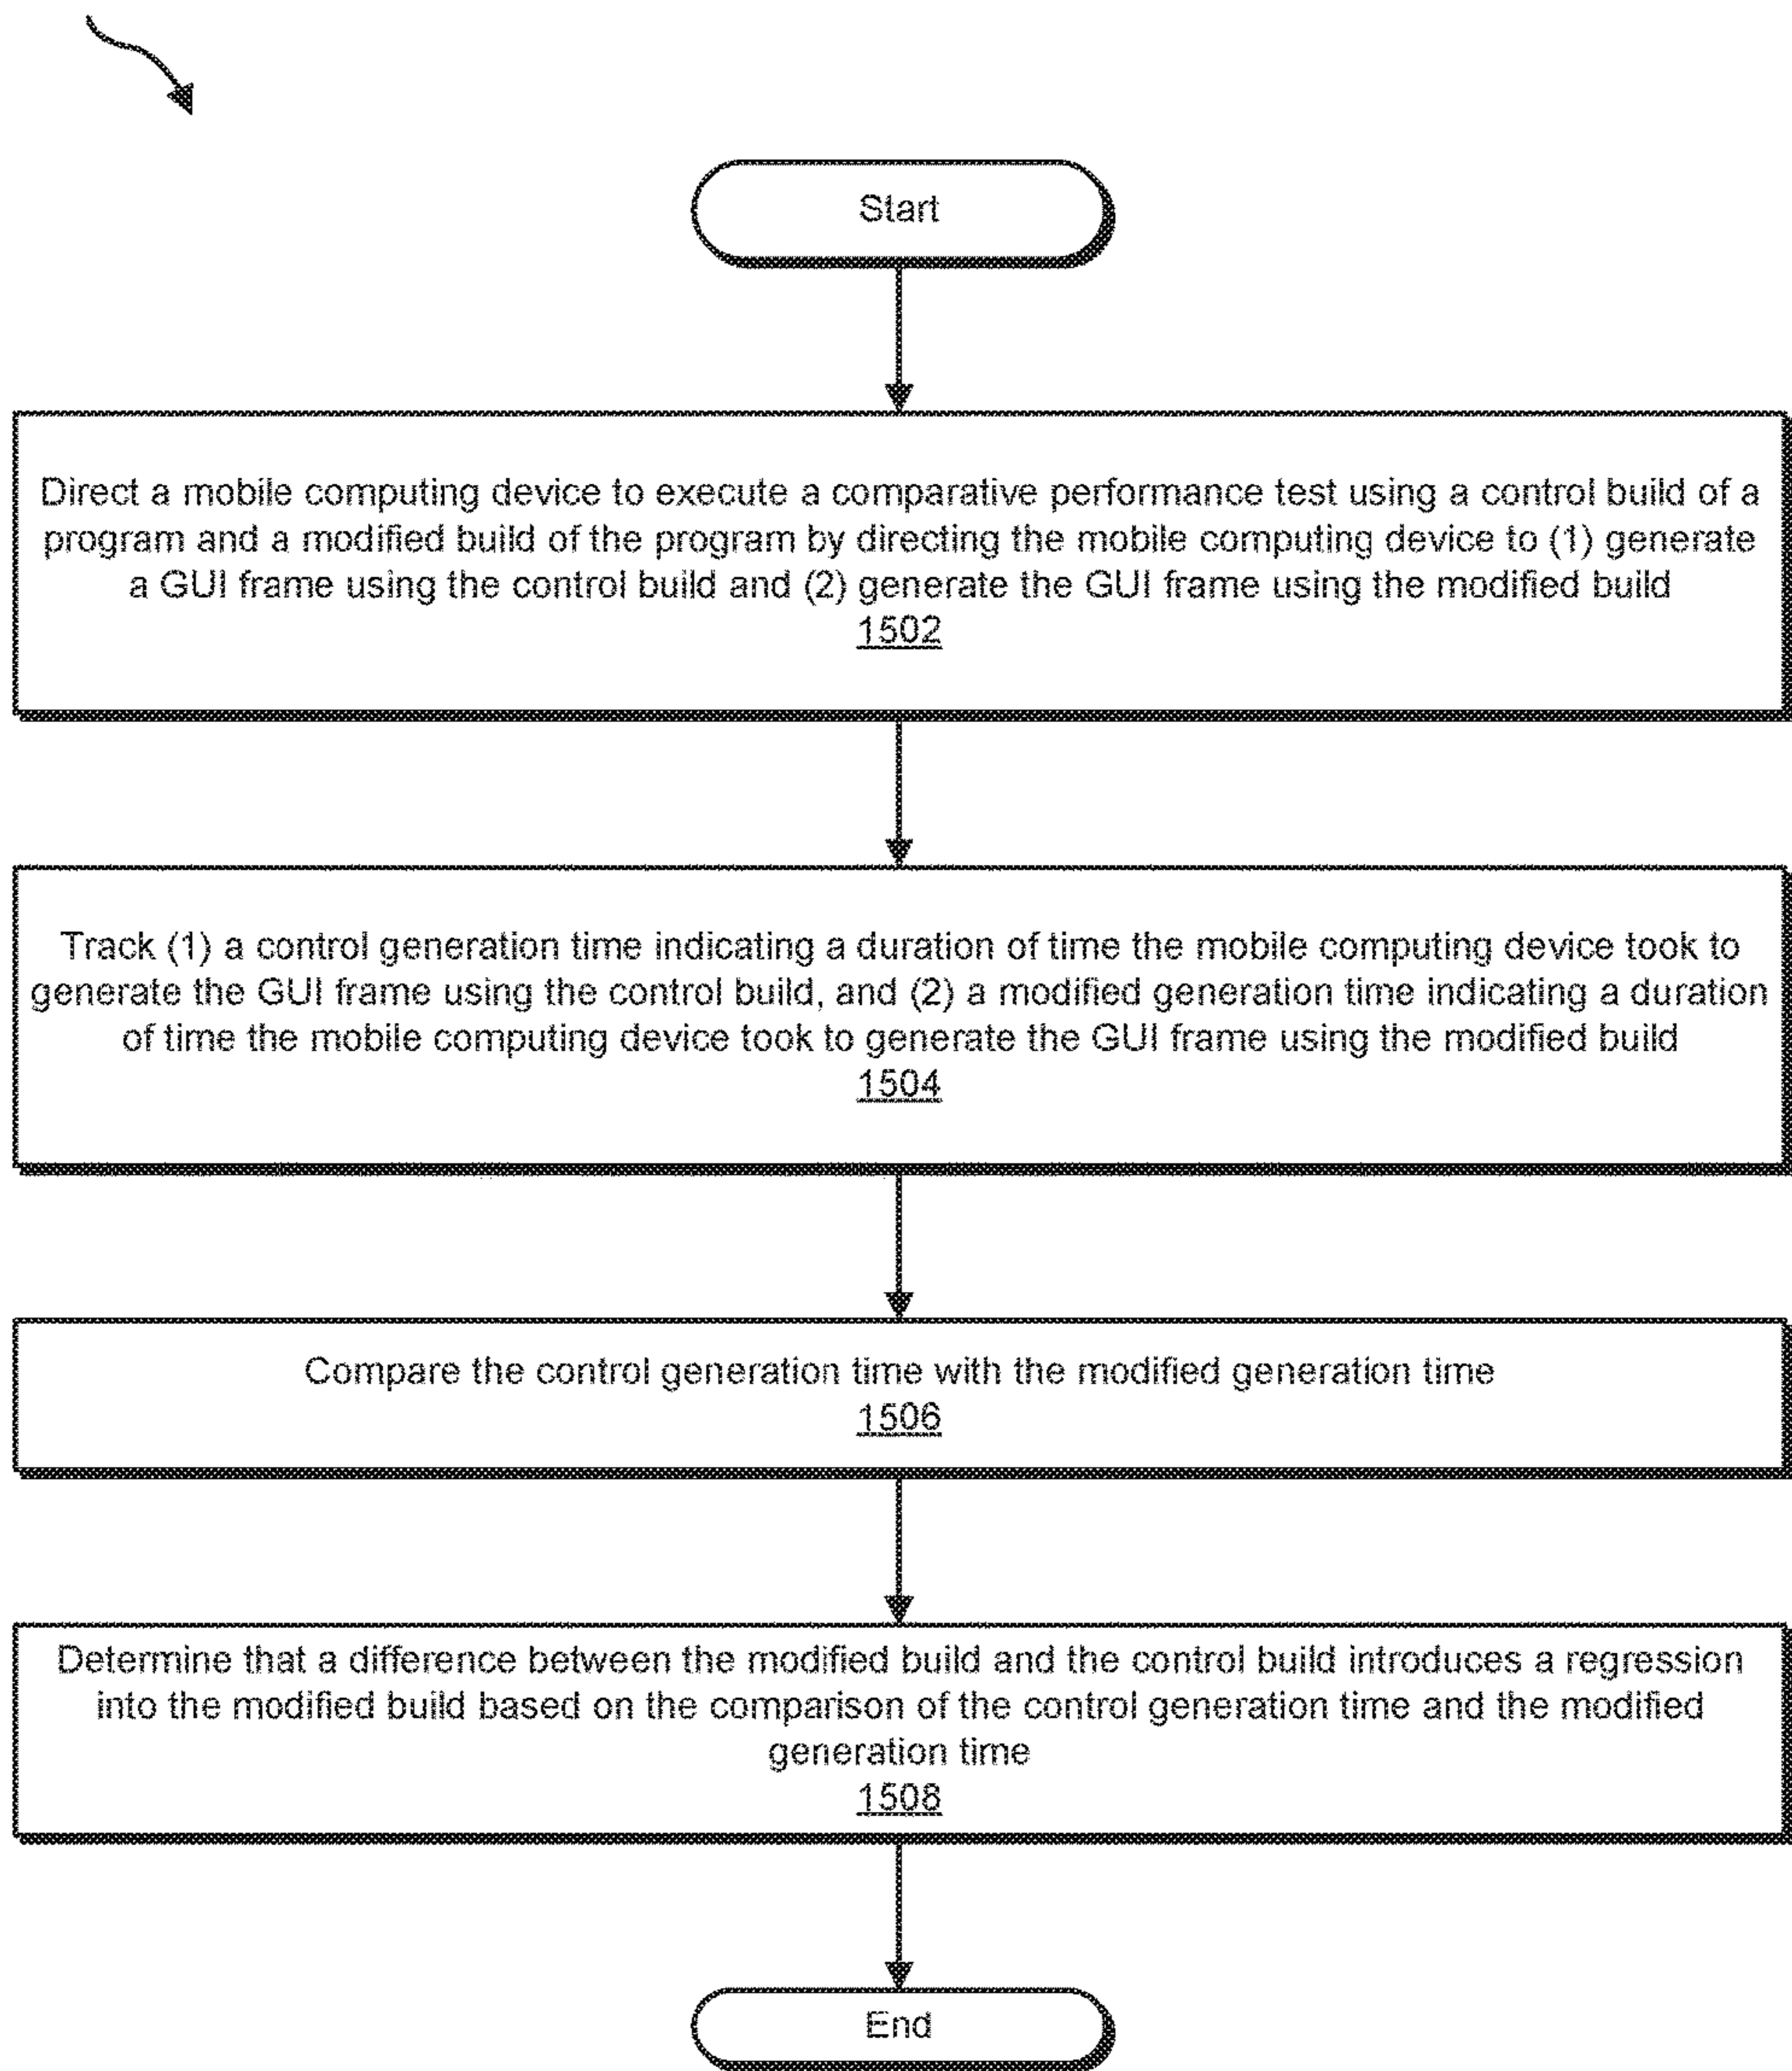 Start
Direct a mobile computing device to execute a comparative performance test using a control build of a
program and a modified build of the program by directing the mobile computing device to (1) generate
a GUI frame using the control build and (2) generate the GUI frame using the modified build
1502
Track (1) a control generation time indicating a duration of time the mobile computing device took to
generate the GUI frame using the control build, and (2) a modified generation time indicating a duration
of time the mobile computing device took to generate the GUI frame using the modified build
1504
Compare the control generation time with the modified generation time
1506
Determine that a difference between the modified build and the control build introduces a regression
into the modified build based on the comparison of the control generation time and the modified
generation time
1508
End